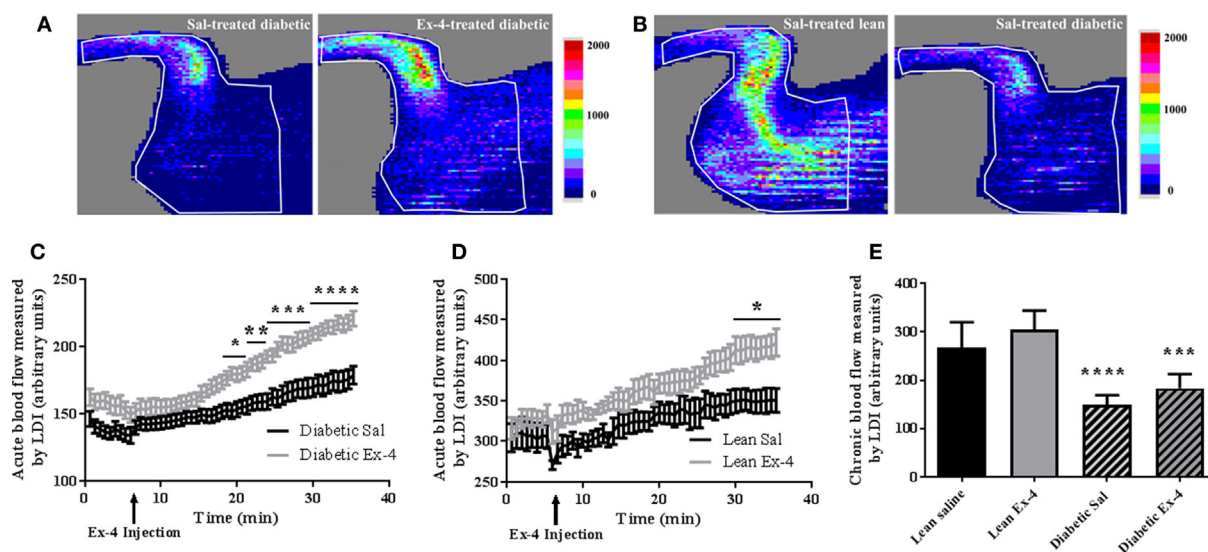 A
Sal-treated diabetic
Ex-4-treated diabetic
2000
1000
0
B
Sal-treated lean
Sal-treated diabetic
2000
1000
0
C
Acute blood flow measured
by LDI (arbitrary units)
250
200
150
100
*
**
***
****
Diabetic Sal
Diabetic Ex-4
0
10
20
30
40
Time (min)
Ex-4 Injection
D
Acute blood flow measured
by LDI (arbitrary units)
500
450
400
350
300
250
*
Lean Sal
Lean Ex-4
0
10
20
30
40
Time (min)
Ex-4 Injection
E
Chronic blood flow measured
by LDI (arbitrary units)
400
300
200
100
0
****
***
Lean saline
Lean Ex-4
Diabetic Sal
Diabetic Ex-4